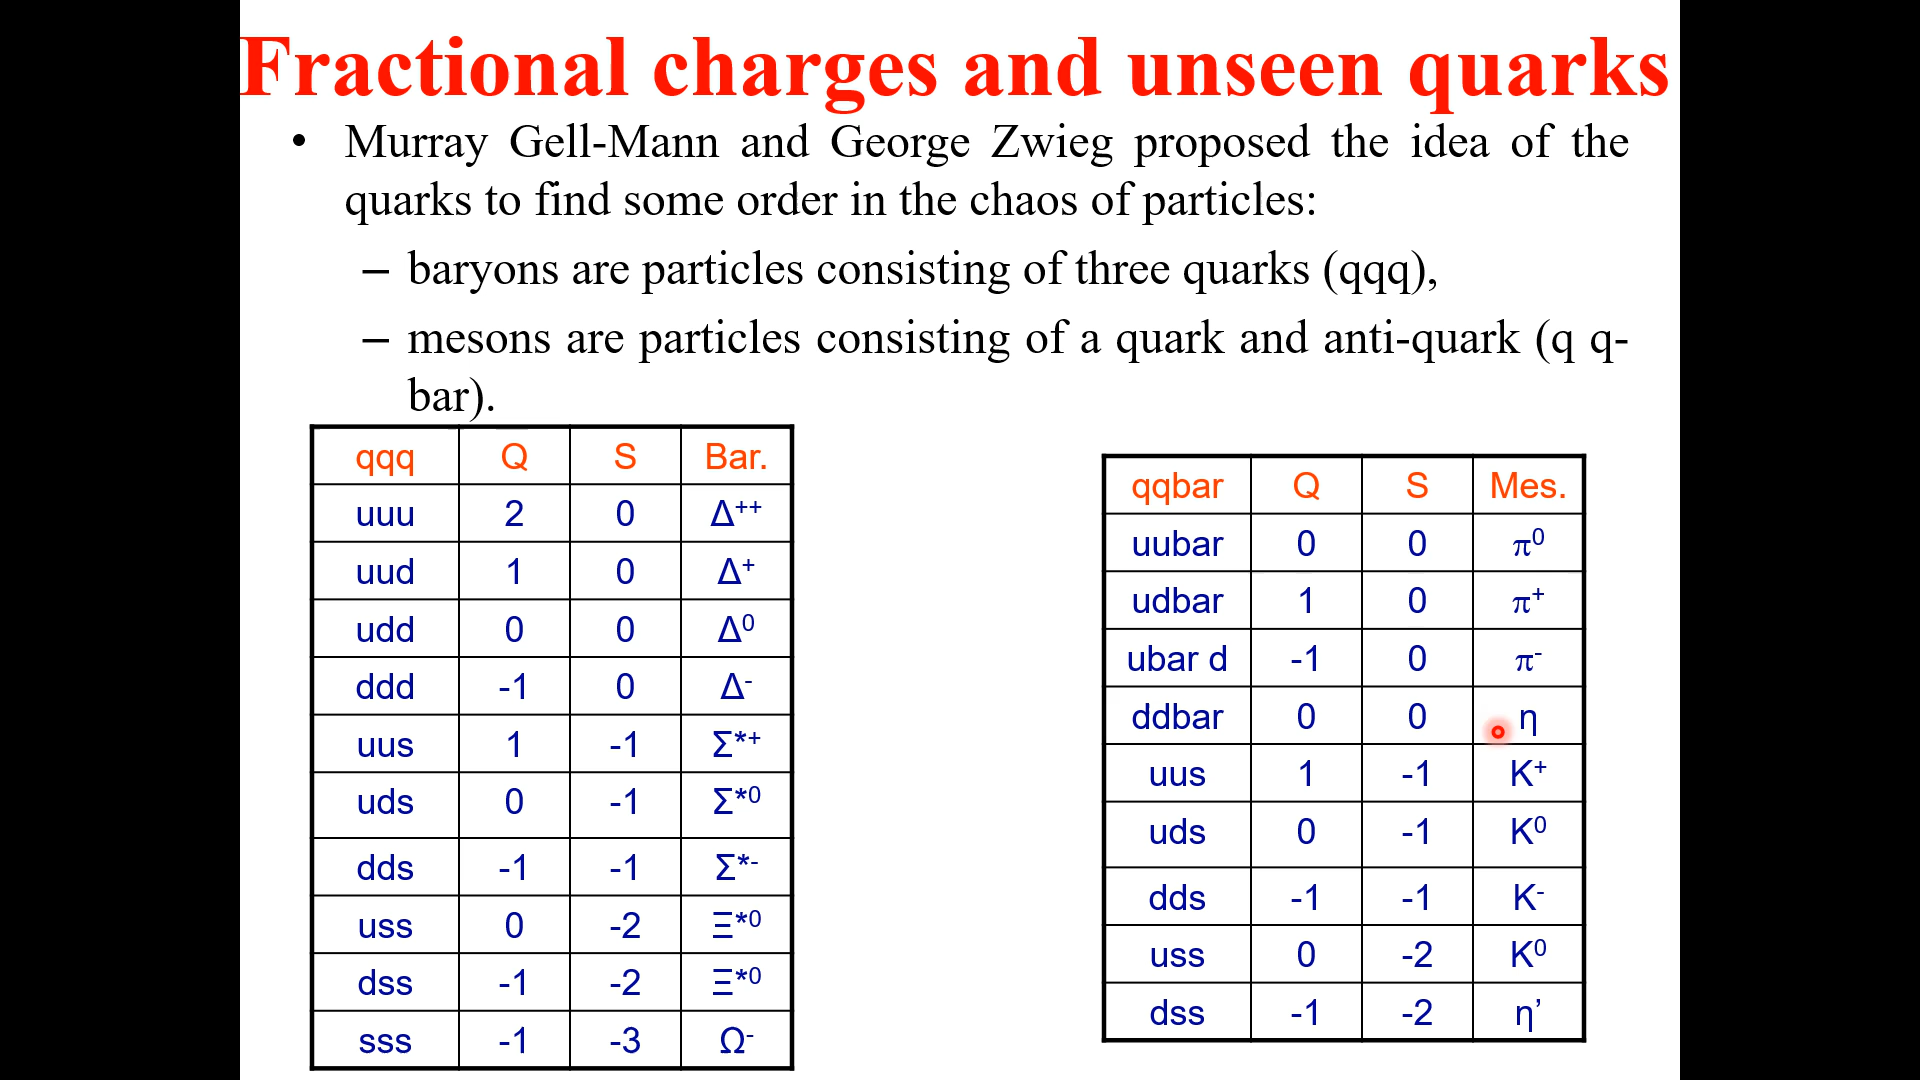 Fractional charges and unseen quarks
• Murray Gell-Mann and George Zwieg proposed the idea of the
quarks to find some order in the chaos of particles:
– baryons are particles consisting of three quarks (qqq),
– mesons are particles consisting of a quark and anti-quark (q q-
bar).
qqq Q S Bar.
uuu 2 0 Δ++
uud 1 0 Δ+
udd 0 0 Δ0
ddd -1 0 Δ-
uus 1 -1 Σ*+
uds 0 -1 Σ*0
dds -1 -1 Σ*-
uss 0 -2 Ξ*0
dss -1 -2 Ξ*0
sss -1 -3 Ω-
qqbar Q S Mes.
uubar 0 0 π0
udbar 1 0 π+
ubar d -1 0 π-
ddbar 0 0 η
uus 1 -1 K+
uds 0 -1 K0
dds -1 -1 K-
uss 0 -2 K0
dss -1 -2 η’